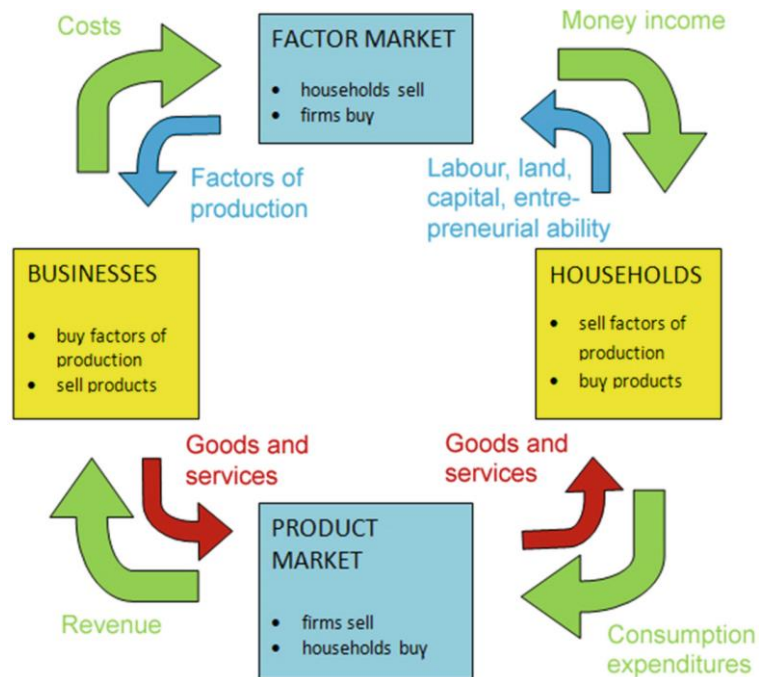 Costs
FACTOR MARKET
• households sell
• firms buy
Money income
Factors of
production
Labour, land,
capital, entre-
preneurial ability
BUSINESSES
• buy factors of
production
• sell products
HOUSEHOLDS
• sell factors of
production
• buy products
Goods and
services
Goods and
services
PRODUCT
MARKET
• firms sell
• households buy
Revenue
Consumption
expenditures